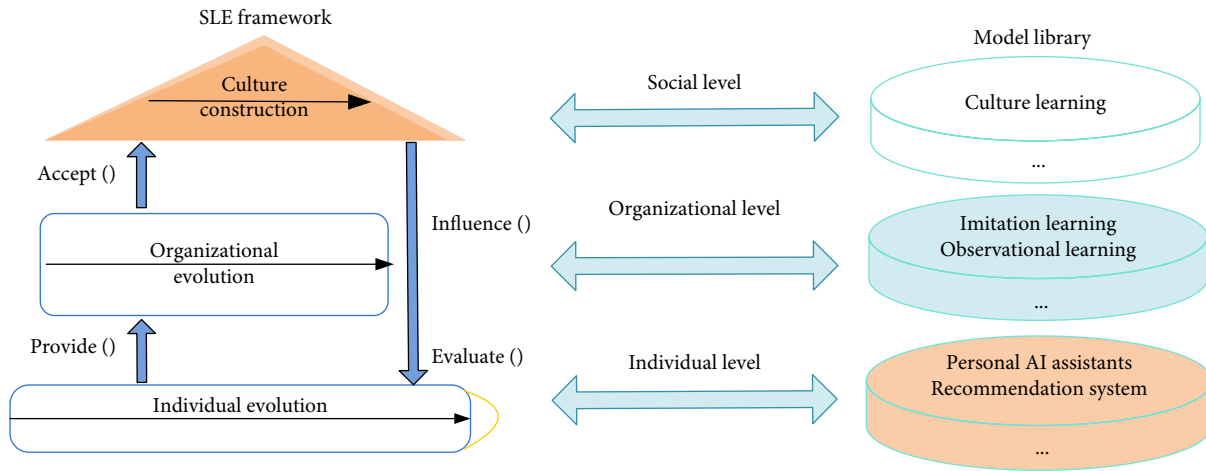 SLE framework
Culture
construction
Accept ()
Influence ()
Organizational
evolution
Provide ()
Evaluate ()
Individual evolution
Social level
Organizational level
Individual level
Model library
Culture learning
...
Imitation learning
Observational learning
...
Personal AI assistants
Recommendation system
...